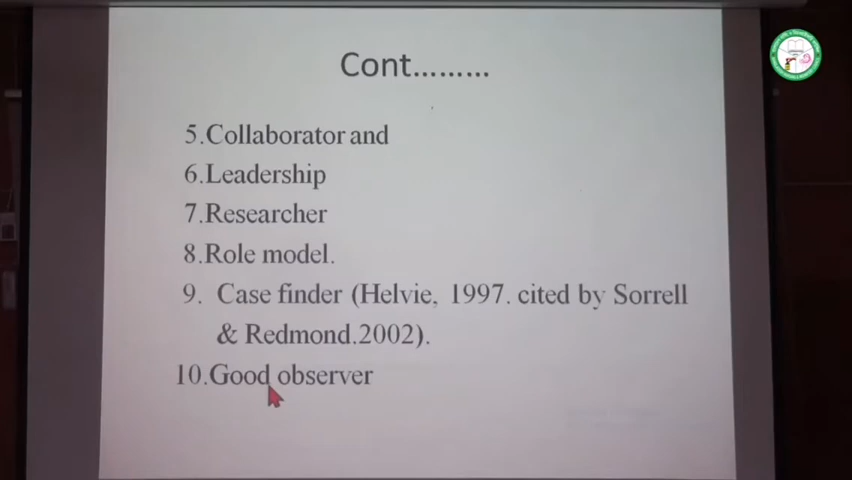 Cont.........
5.Collaborator and
6.Leadership
7.Researcher
8.Role model.
9. Case finder (Helvie, 1997. cited by Sorrell
& Redmond.2002).
10.Good observer